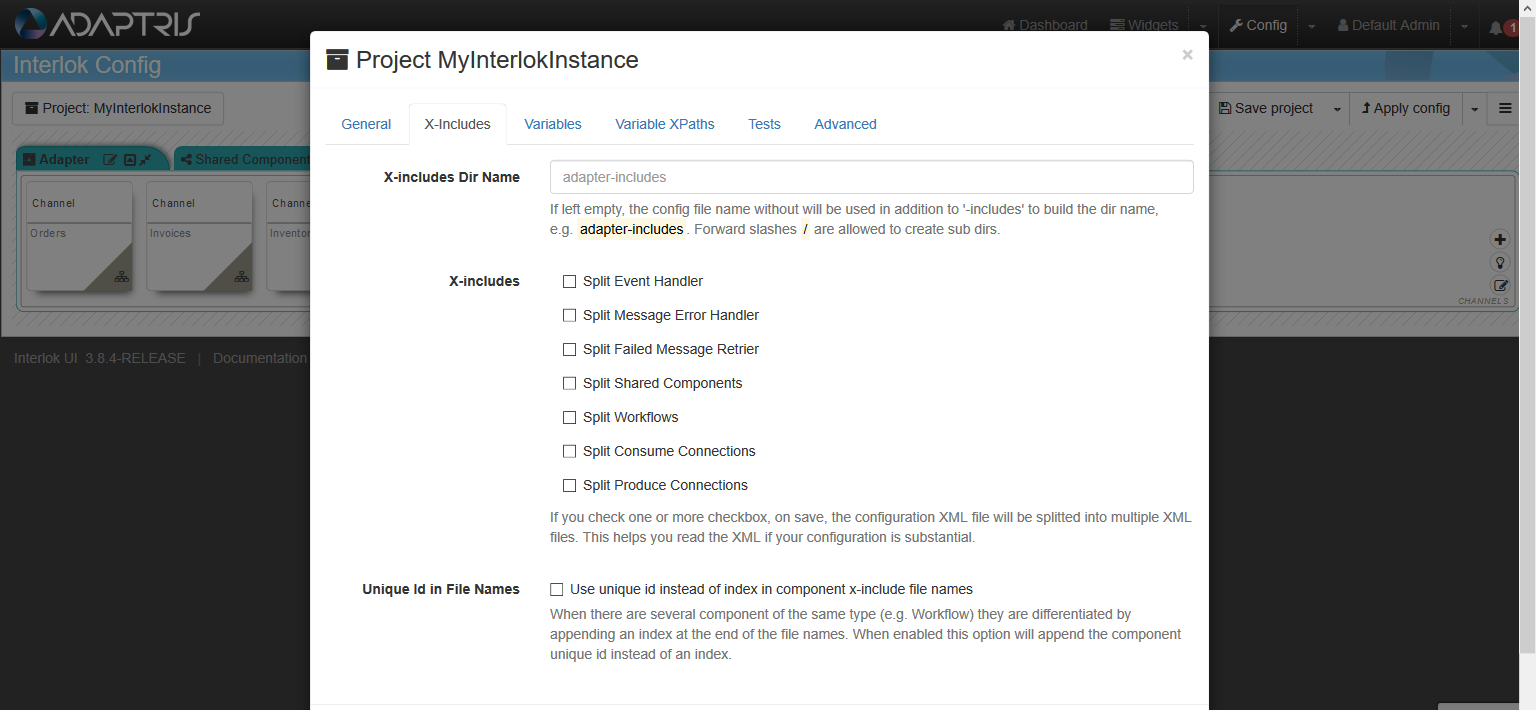 ADAPTRIS
Dashboard
Widgets
Config
Default Admin
1
Interlok Config
Project: MyInterlokInstance
Save project
Apply config
Adapter
Shared Component
Channel
Orders
Channel
Invoices
Channe
Invento
CHANNELS
Interlok UI 3.8.4-RELEASE | Documentation
Project MyInterlokInstance
×
General
X-Includes
Variables
Variable XPaths
Tests
Advanced
X-includes Dir Name
adapter-includes
If left empty, the config file name without will be used in addition to '-includes' to build the dir name,
e.g. adapter-includes . Forward slashes / are allowed to create sub dirs.
X-includes
Split Event Handler
Split Message Error Handler
Split Failed Message Retrier
Split Shared Components
Split Workflows
Split Consume Connections
Split Produce Connections
If you check one or more checkbox, on save, the configuration XML file will be splitted into multiple XML
files. This helps you read the XML if your configuration is substantial.
Unique Id in File Names
Use unique id instead of index in component x-include file names
When there are several component of the same type (e.g. Workflow) they are differentiated by
appending an index at the end of the file names. When enabled this option will append the component
unique id instead of an index.